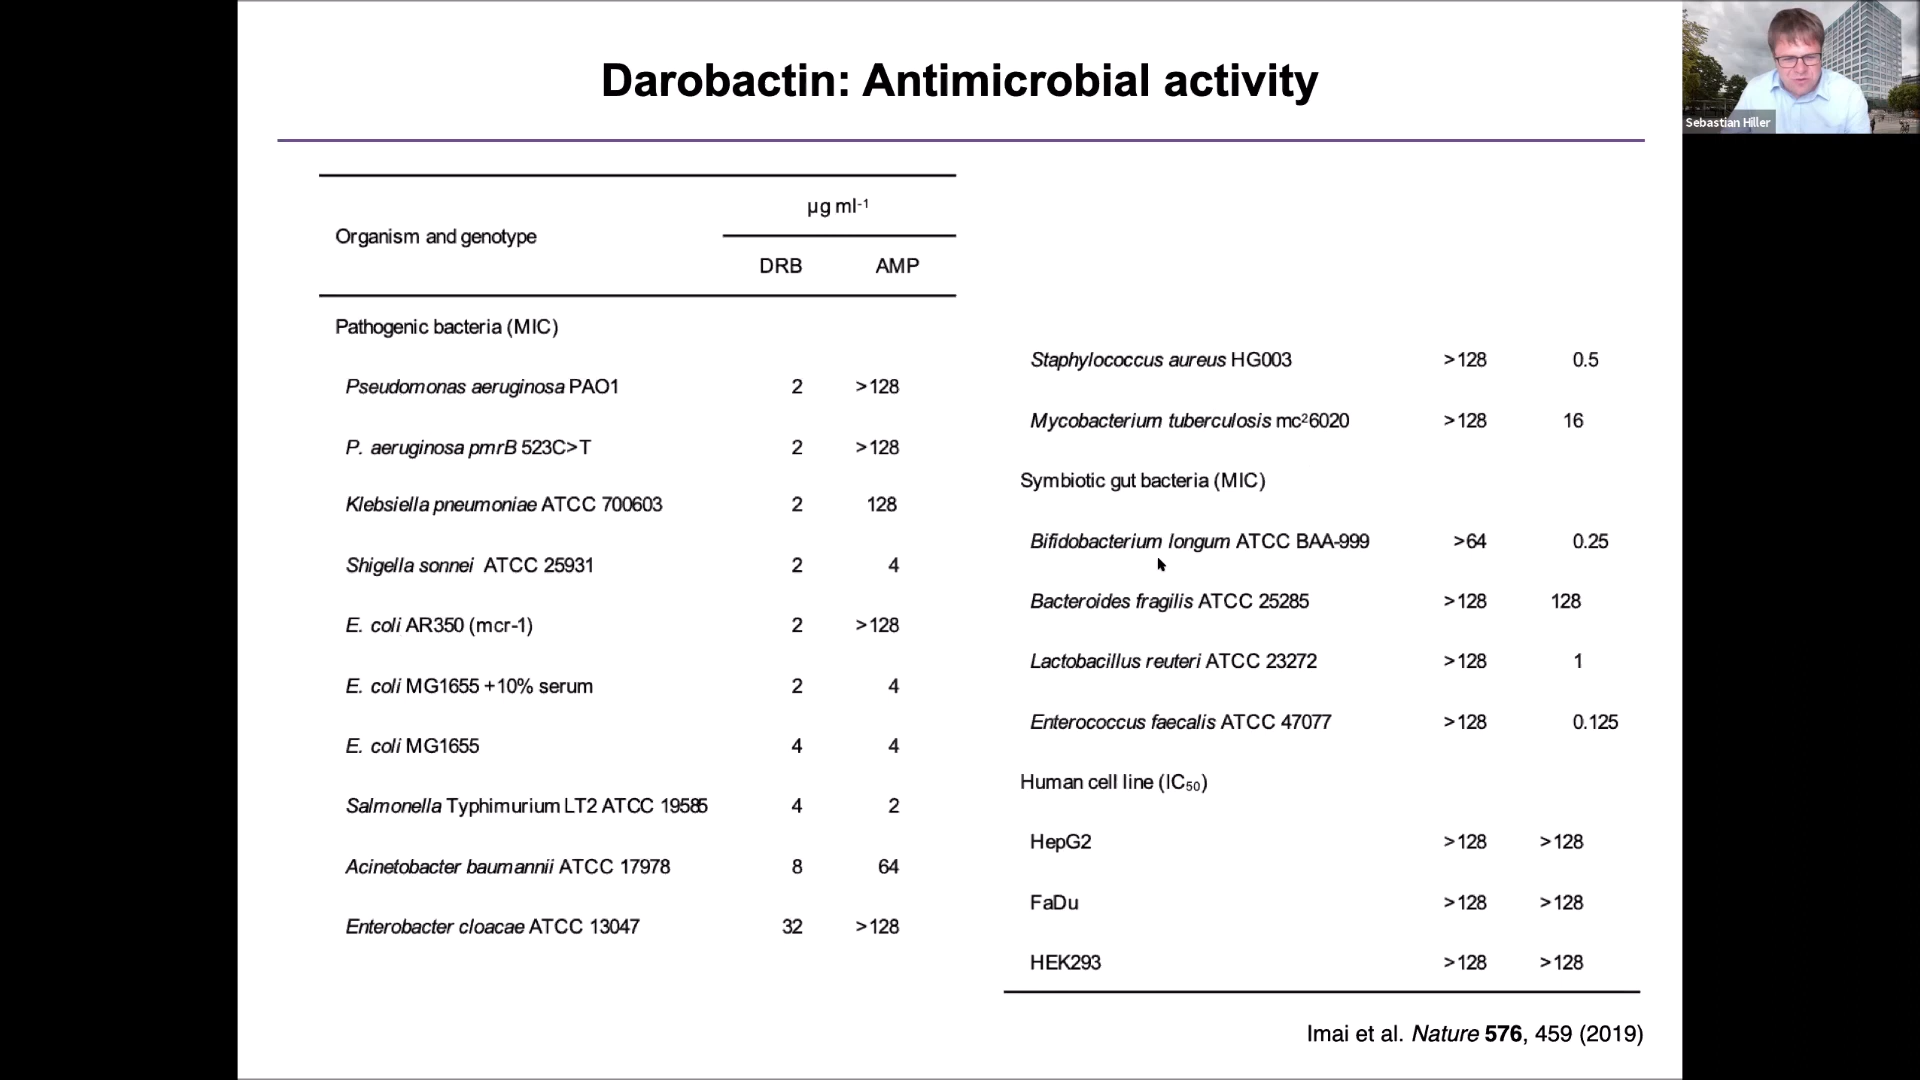 Darobactin: Antimicrobial activity
Sebastian Hiller
µg ml-1
Organism and genotype
DRB AMP
Pathogenic bacteria (MIC)
Pseudomonas aeruginosa PAO1 2 >128
P. aeruginosa pmrB 523C>T 2 >128
Klebsiella pneumoniae ATCC 700603 2 128
Shigella sonnei ATCC 25931 2 4
E. coli AR350 (mcr-1) 2 >128
E. coli MG1655 +10% serum 2 4
E. coli MG1655 4 4
Salmonella Typhimurium LT2 ATCC 19585 4 2
Acinetobacter baumannii ATCC 17978 8 64
Enterobacter cloacae ATCC 13047 32 >128
Staphylococcus aureus HG003 >128 0.5
Mycobacterium tuberculosis mc²6020 >128 16
Symbiotic gut bacteria (MIC)
Bifidobacterium longum ATCC BAA-999 >64 0.25
Bacteroides fragilis ATCC 25285 >128 128
Lactobacillus reuteri ATCC 23272 >128 1
Enterococcus faecalis ATCC 47077 >128 0.125
Human cell line (IC₅₀)
HepG2 >128 >128
FaDu >128 >128
HEK293 >128 >128
Imai et al. Nature 576, 459 (2019)